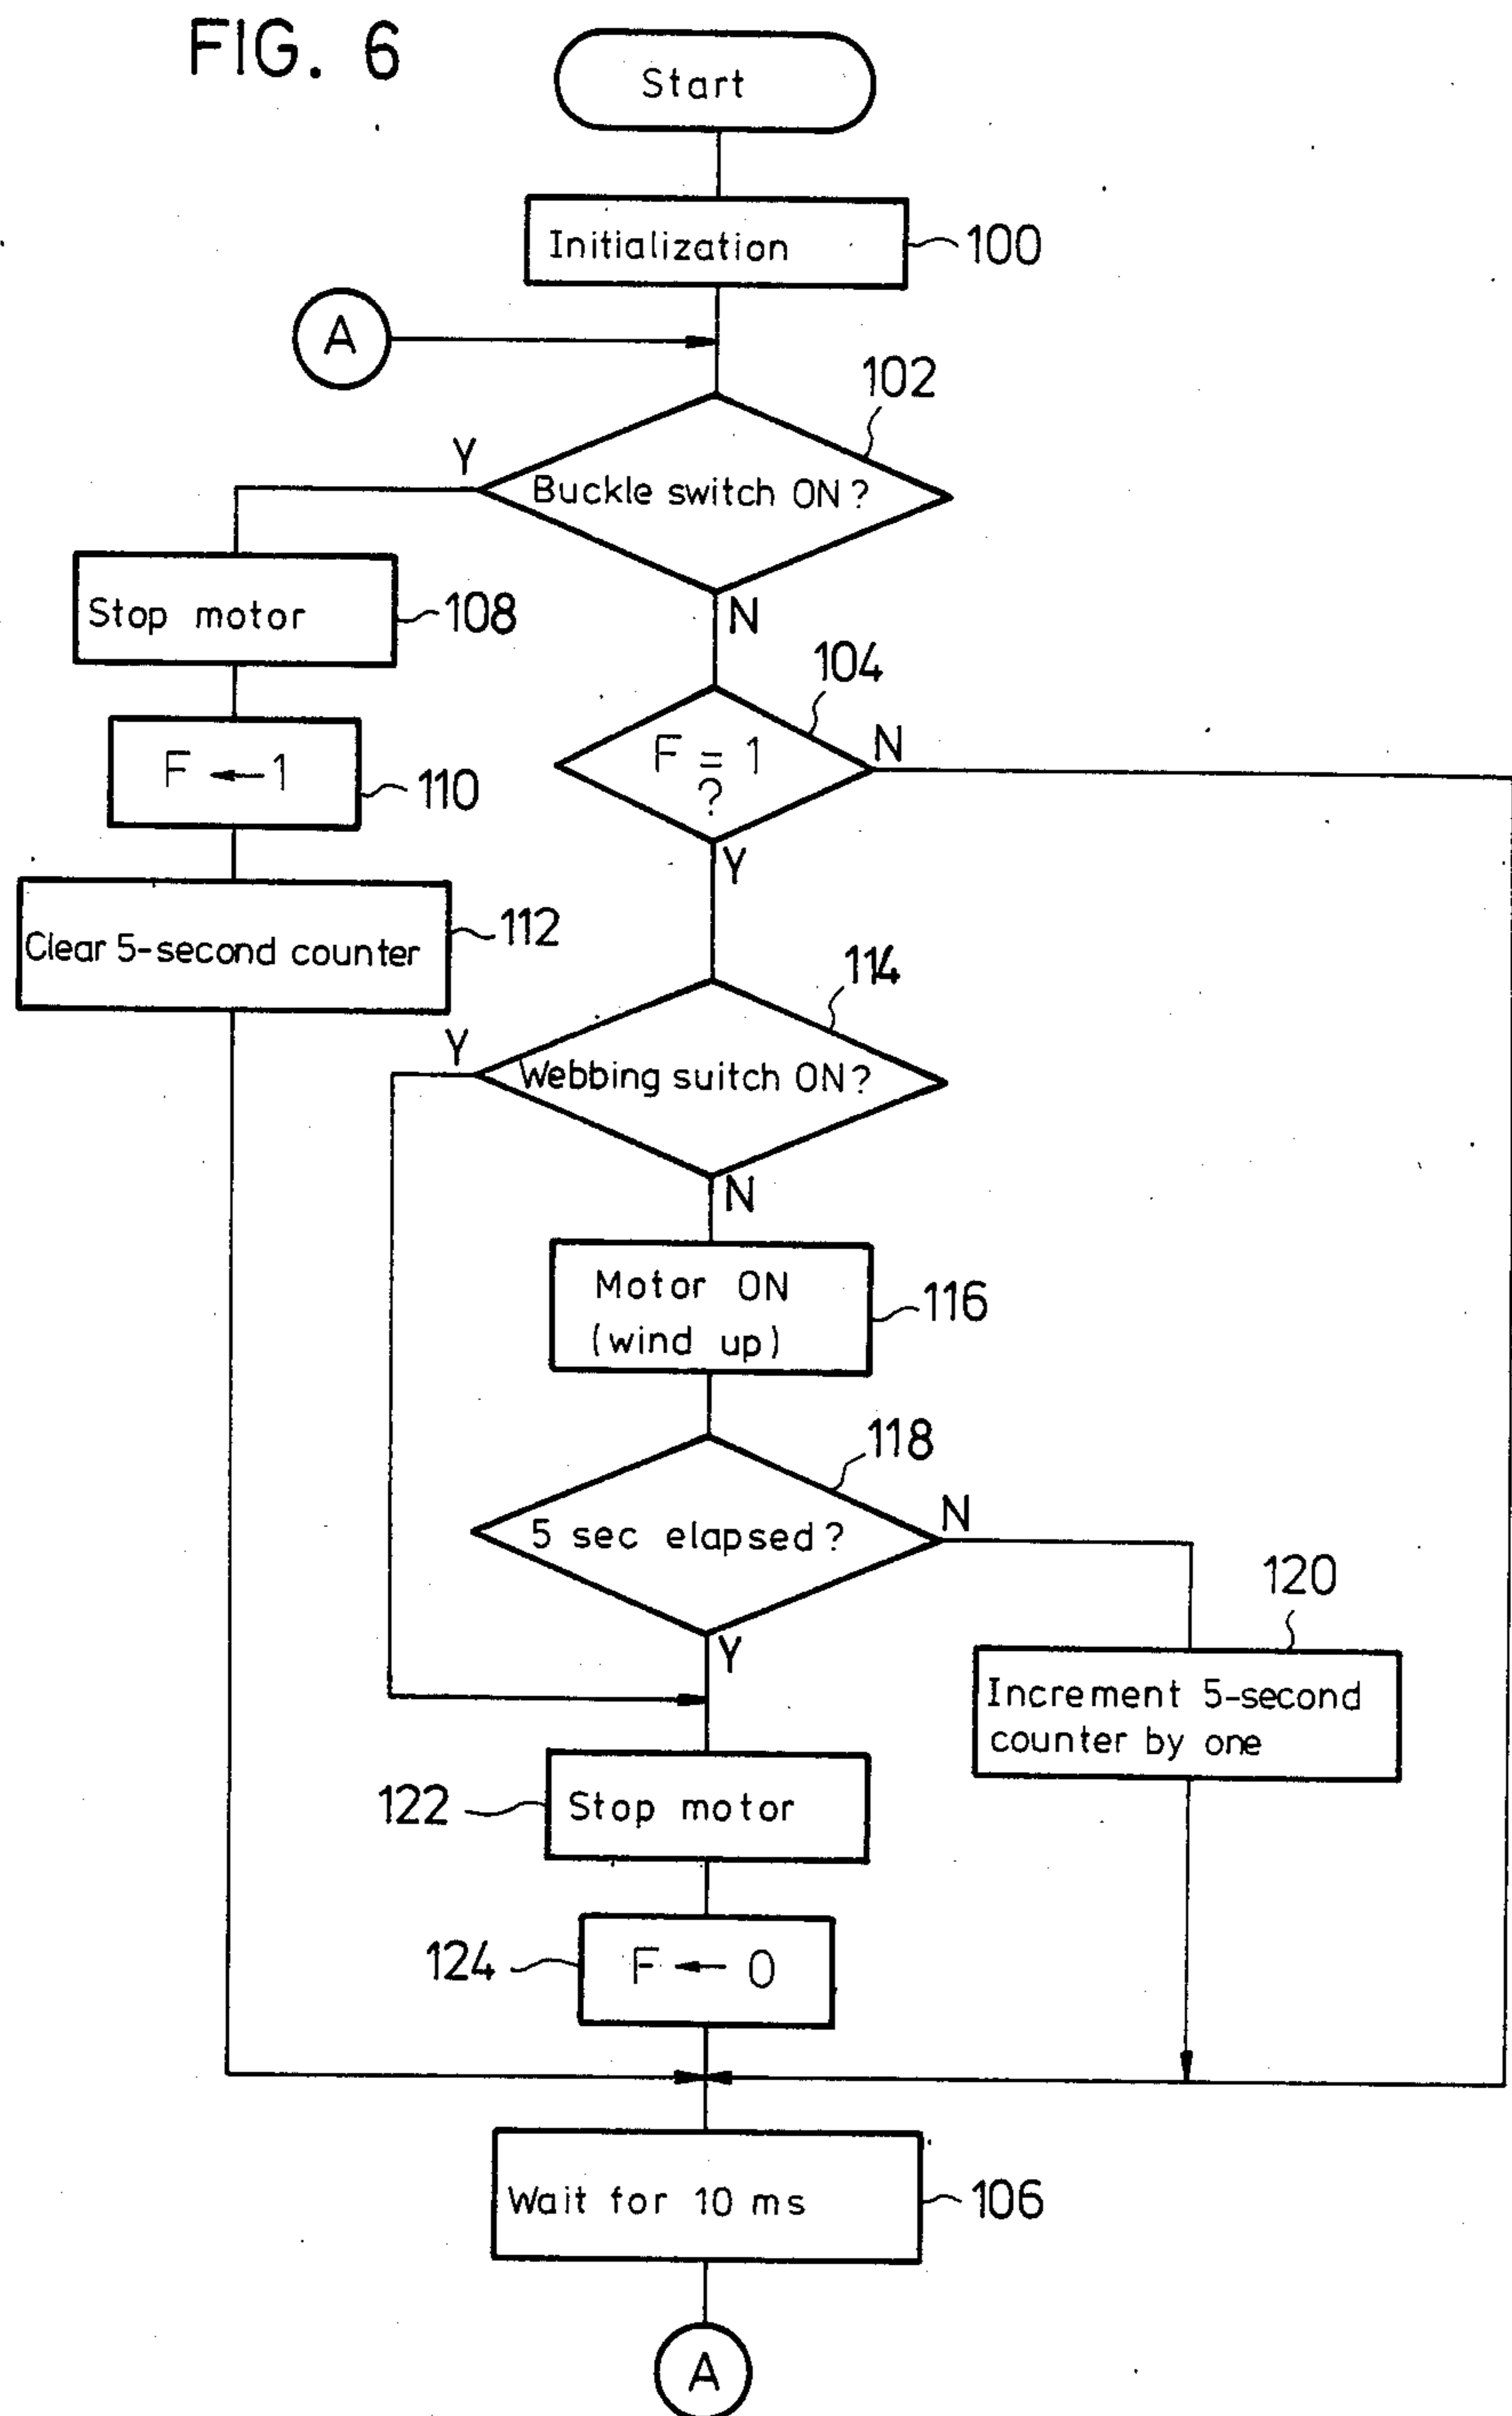 FIG. 6
Start
Initialization
100
A
102
Y
Buckle switch ON?
N
Stop motor
108
104
F = 1
?
N
Y
F ← 1
110
Clear 5-second counter
112
114
Y
Webbing suitch ON?
N
Motor ON
(wind up)
116
118
5 sec elapsed?
N
Y
120
Increment 5-second
counter by one
122
Stop motor
124
F ← 0
Wait for 10 ms
106
A